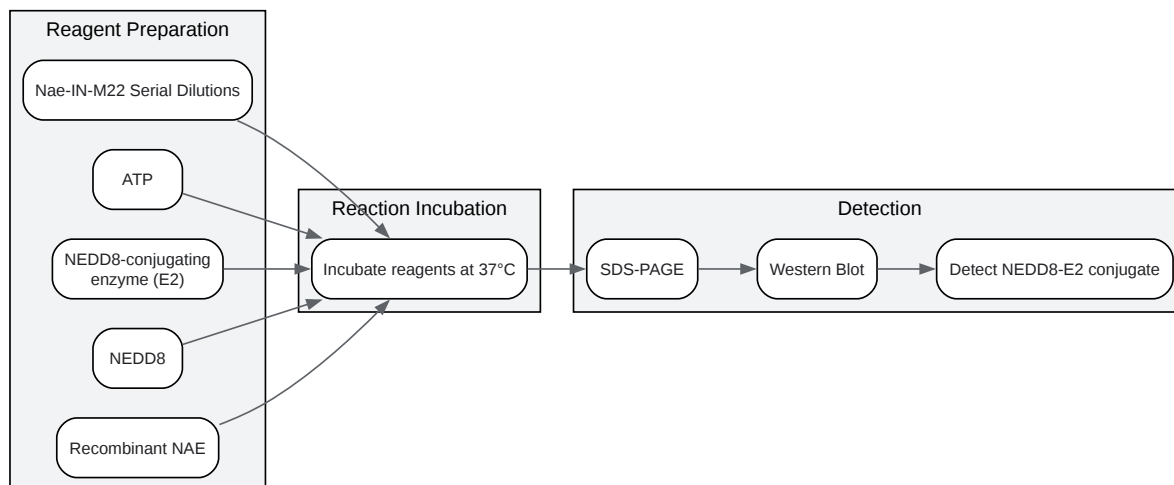 Reagent Preparation
Nae-IN-M22 Serial Dilutions
ATP
NEDD8-conjugating
enzyme (E2)
NEDD8
Recombinant NAE
Reaction Incubation
Incubate reagents at 37°C
Detection
SDS-PAGE
Western Blot
Detect NEDD8-E2 conjugate